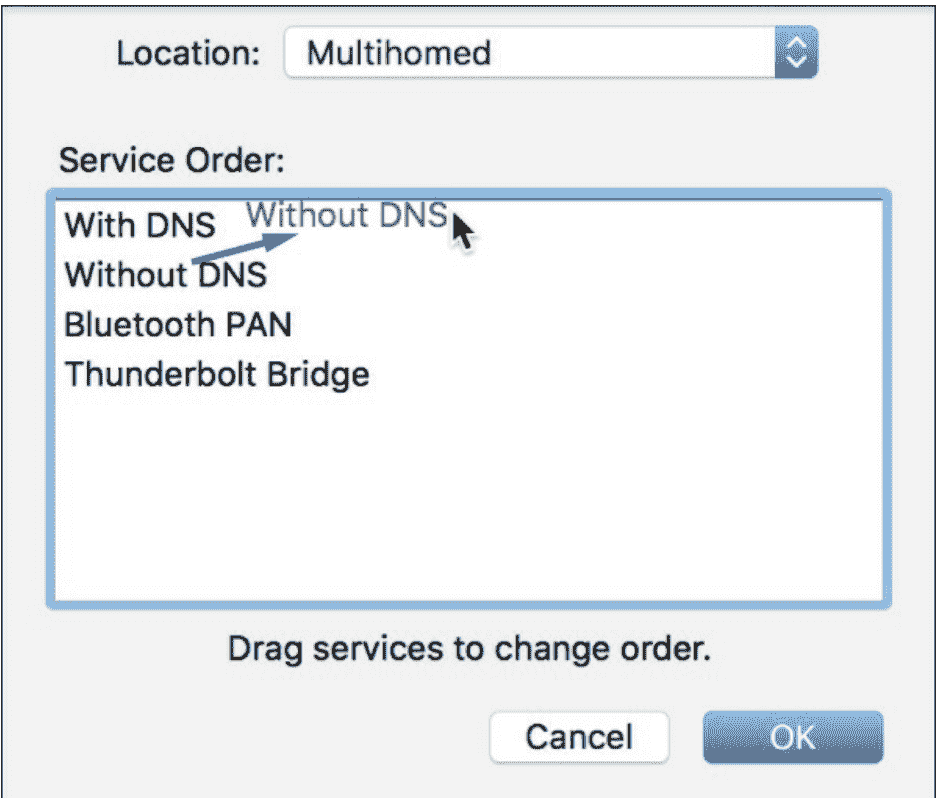 Location: Multihomed
Service Order:
With DNS Without DNS
Without DNS
Bluetooth PAN
Thunderbolt Bridge
Drag services to change order.
Cancel OK